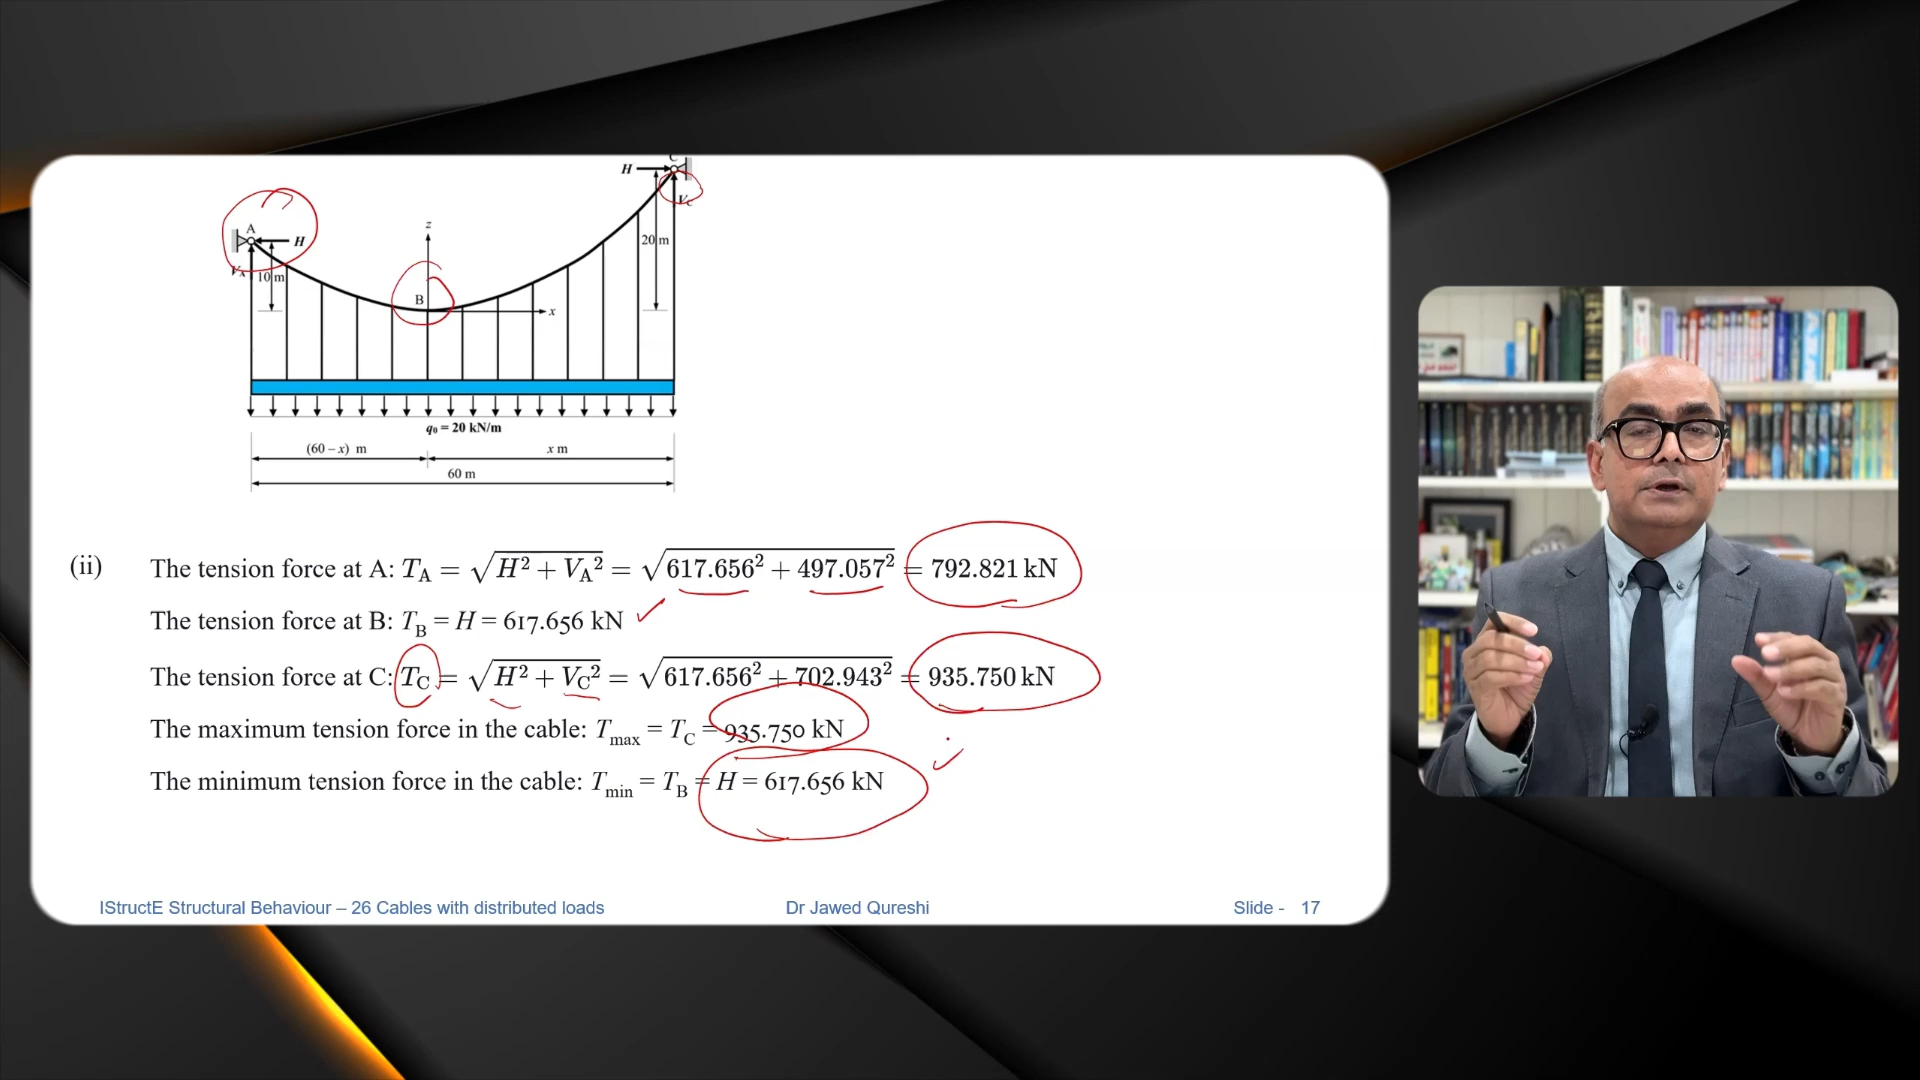 C
H
V_C
A
H
z
V_A
10 m
20 m
B
x
q₀ = 20 kN/m
(60 – x) m
x m
60 m
(ii) The tension force at A: T_A = √(H² + V_A²) = √(617.656² + 497.057²) = 792.821 kN
The tension force at B: T_B = H = 617.656 kN
The tension force at C: T_C = √(H² + V_C²) = √(617.656² + 702.943²) = 935.750 kN
The maximum tension force in the cable: T_max = T_C = 935.750 kN
The minimum tension force in the cable: T_min = T_B = H = 617.656 kN
IStructE Structural Behaviour – 26 Cables with distributed loads Dr Jawed Qureshi Slide - 17